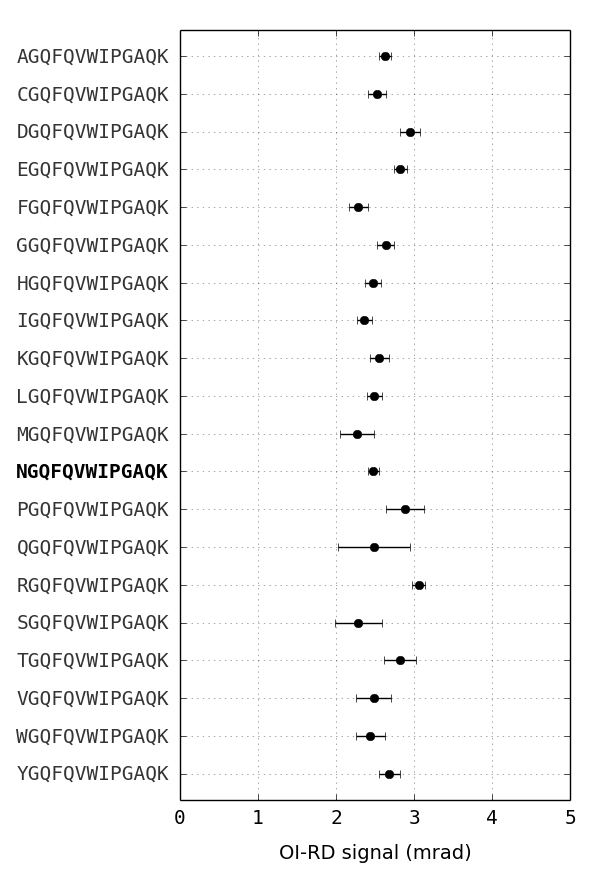 AGQFQVWIPGAQK
CGQFQVWIPGAQK
DGQFQVWIPGAQK
EGQFQVWIPGAQK
FGQFQVWIPGAQK
GGQFQVWIPGAQK
HGQFQVWIPGAQK
IGQFQVWIPGAQK
KGQFQVWIPGAQK
LGQFQVWIPGAQK
MGQFQVWIPGAQK
NGQFQVWIPGAQK
PGQFQVWIPGAQK
QGQFQVWIPGAQK
RGQFQVWIPGAQK
SGQFQVWIPGAQK
TGQFQVWIPGAQK
VGQFQVWIPGAQK
WGQFQVWIPGAQK
YGQFQVWIPGAQK
0 1 2 3 4 5
OI-RD signal (mrad)